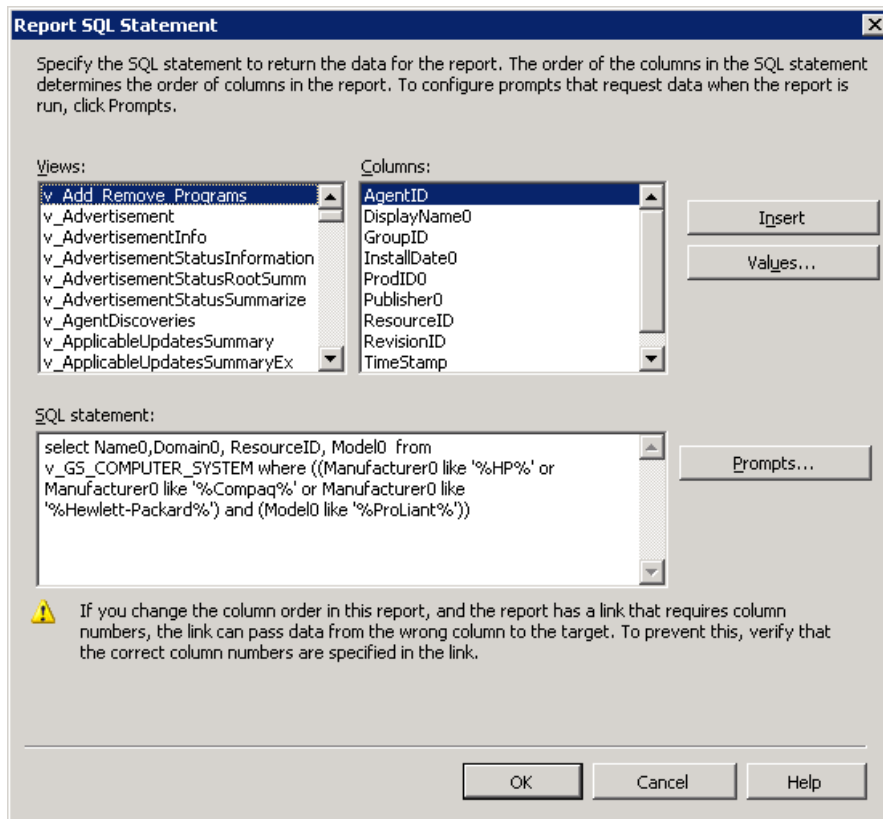 Report SQL Statement
Specify the SQL statement to return the data for the report. The order of the columns in the SQL statement
determines the order of columns in the report. To configure prompts that request data when the report is
run, click Prompts.
Views:
v_Add_Remove_Programs
v_Advertisement
v_AdvertisementInfo
v_AdvertisementStatusInformation
v_AdvertisementStatusRootSumm
v_AdvertisementStatusSummarize
v_AgentDiscoveries
v_ApplicableUpdatesSummary
v_ApplicableUpdatesSummaryEx
Columns:
AgentID
DisplayName0
GroupID
InstallDate0
ProdID0
Publisher0
ResourceID
RevisionID
TimeStamp
Insert
Values...
SQL statement:
select Name0,Domain0, ResourceID, Model0 from
v_GS_COMPUTER_SYSTEM where ((Manufacturer0 like '%HP%' or
Manufacturer0 like '%Compaq%' or Manufacturer0 like
'%Hewlett-Packard%') and (Model0 like '%ProLiant%'))
Prompts...
If you change the column order in this report, and the report has a link that requires column
numbers, the link can pass data from the wrong column to the target. To prevent this, verify that
the correct column numbers are specified in the link.
OK
Cancel
Help